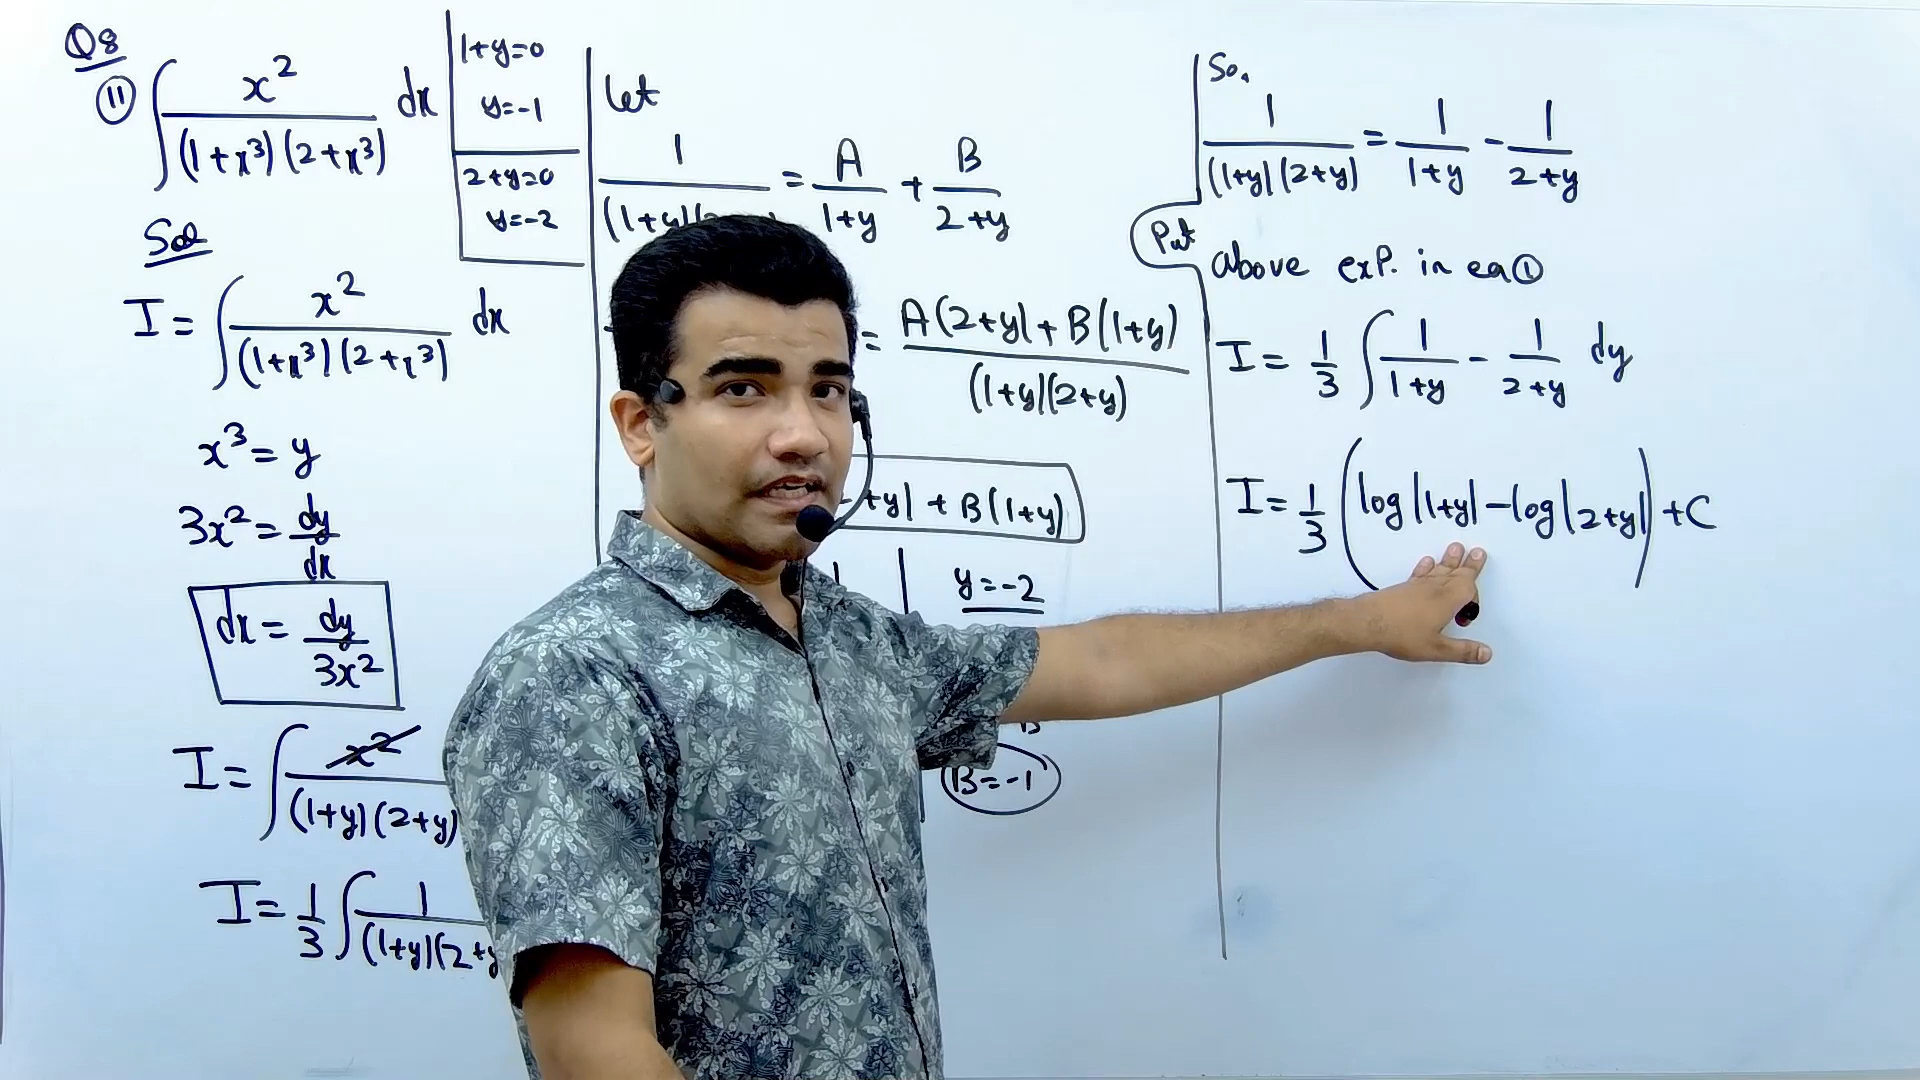 Q8
(11) ∫ x² / (1+x³)(2+x³) dx
Sol
I = ∫ x² / (1+x³)(2+x³) dx
x³ = y
3x² = dy/dx
dx = dy/3x²
I = ∫ x² / (1+y)(2+y)
I = 1/3 ∫ 1 / (1+y)(2+y
1+y=0
y=-1
2+y=0
y=-2
Let
1 / (1+y)( = A/1+y + B/2+y
= A(2+y) + B(1+y) / (1+y)(2+y)
+y) + B(1+y)
y=-2
B=-1
So,
1 / (1+y)(2+y) = 1/1+y - 1/2+y
Put above exp. in eq ①
I = 1/3 ∫ 1/1+y - 1/2+y dy
I = 1/3 (log|1+y| - log|2+y|) + C